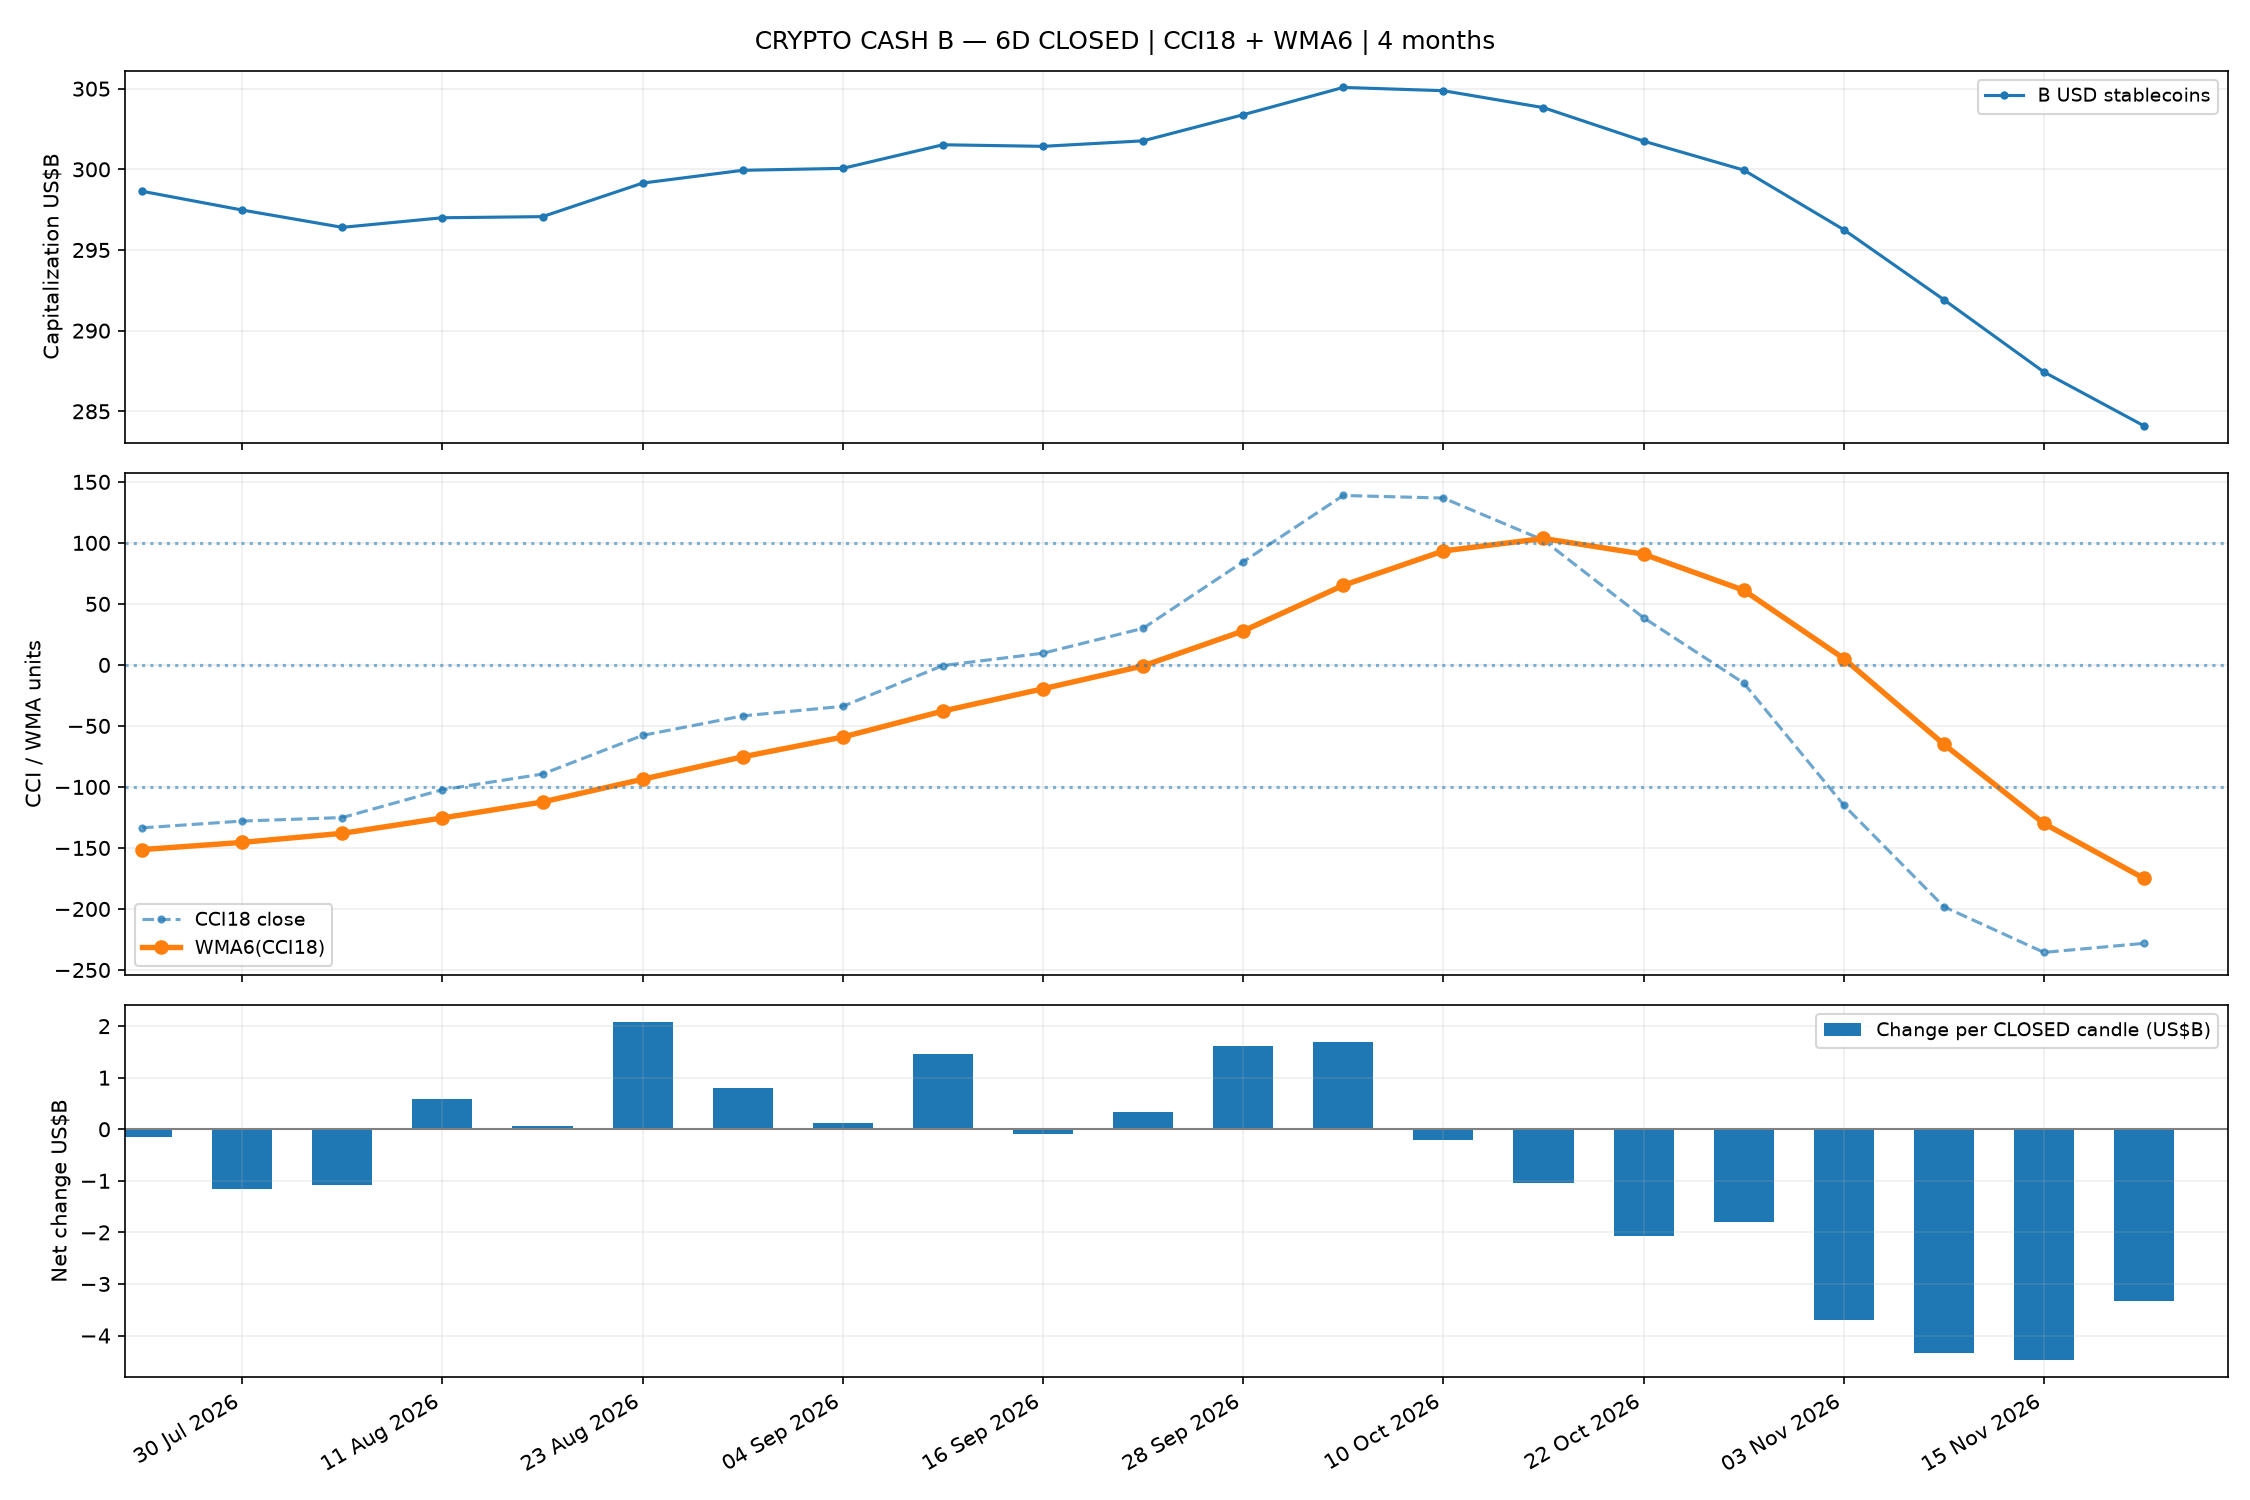 CRYPTO CASH B — 6D CLOSED | CCI18 + WMA6 | 4 months
Capitalization US$B
305
300
295
290
285
B USD stablecoins
CCI / WMA units
150
100
50
0
−50
−100
−150
−200
−250
CCI18 close
WMA6(CCI18)
Net change US$B
2
1
0
−1
−2
−3
−4
Change per CLOSED candle (US$B)
30 Jul 2026
11 Aug 2026
23 Aug 2026
04 Sep 2026
16 Sep 2026
28 Sep 2026
10 Oct 2026
22 Oct 2026
03 Nov 2026
15 Nov 2026